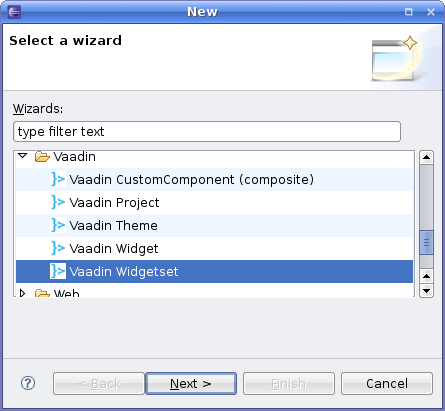 New
Select a wizard
Wizards:
type filter text
Vaadin
Vaadin CustomComponent (composite)
Vaadin Project
Vaadin Theme
Vaadin Widget
Vaadin Widgetset
Web
? < Back Next > Finish Cancel